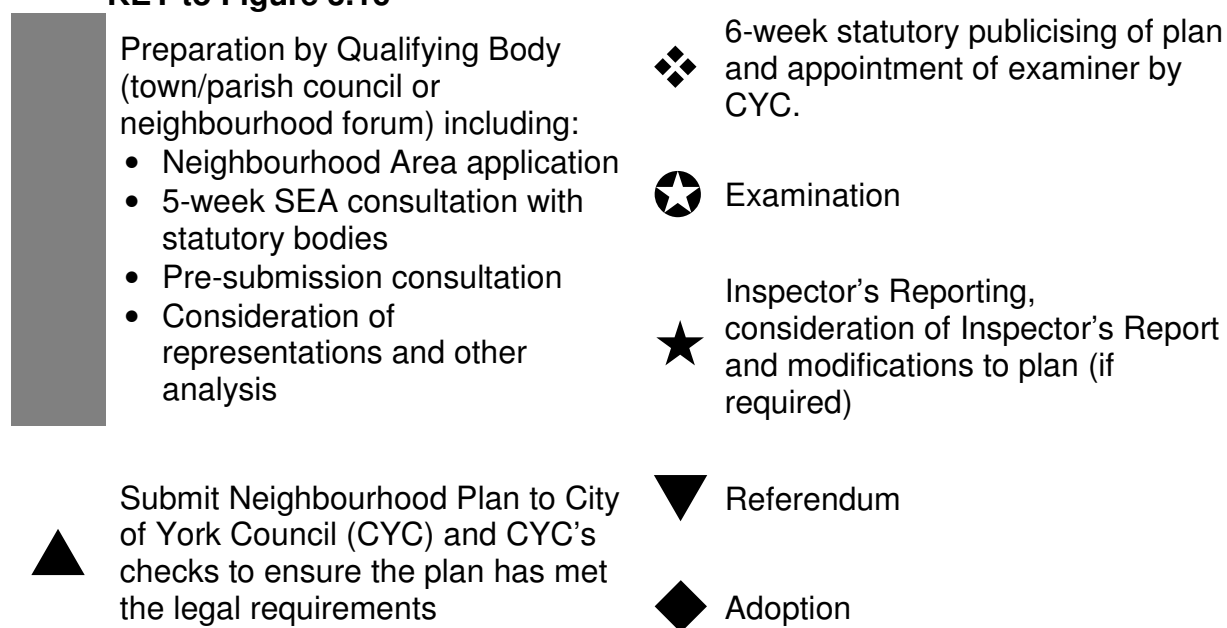 Preparation by Qualifying Body
(town/parish council or
neighbourhood forum) including:
• Neighbourhood Area application
• 5-week SEA consultation with
statutory bodies
• Pre-submission consultation
• Consideration of
representations and other
analysis
Submit Neighbourhood Plan to City
of York Council (CYC) and CYC’s
checks to ensure the plan has met
the legal requirements
6-week statutory publicising of plan
and appointment of examiner by
CYC.
Examination
Inspector’s Reporting,
consideration of Inspector’s Report
and modifications to plan (if
required)
Referendum
Adoption